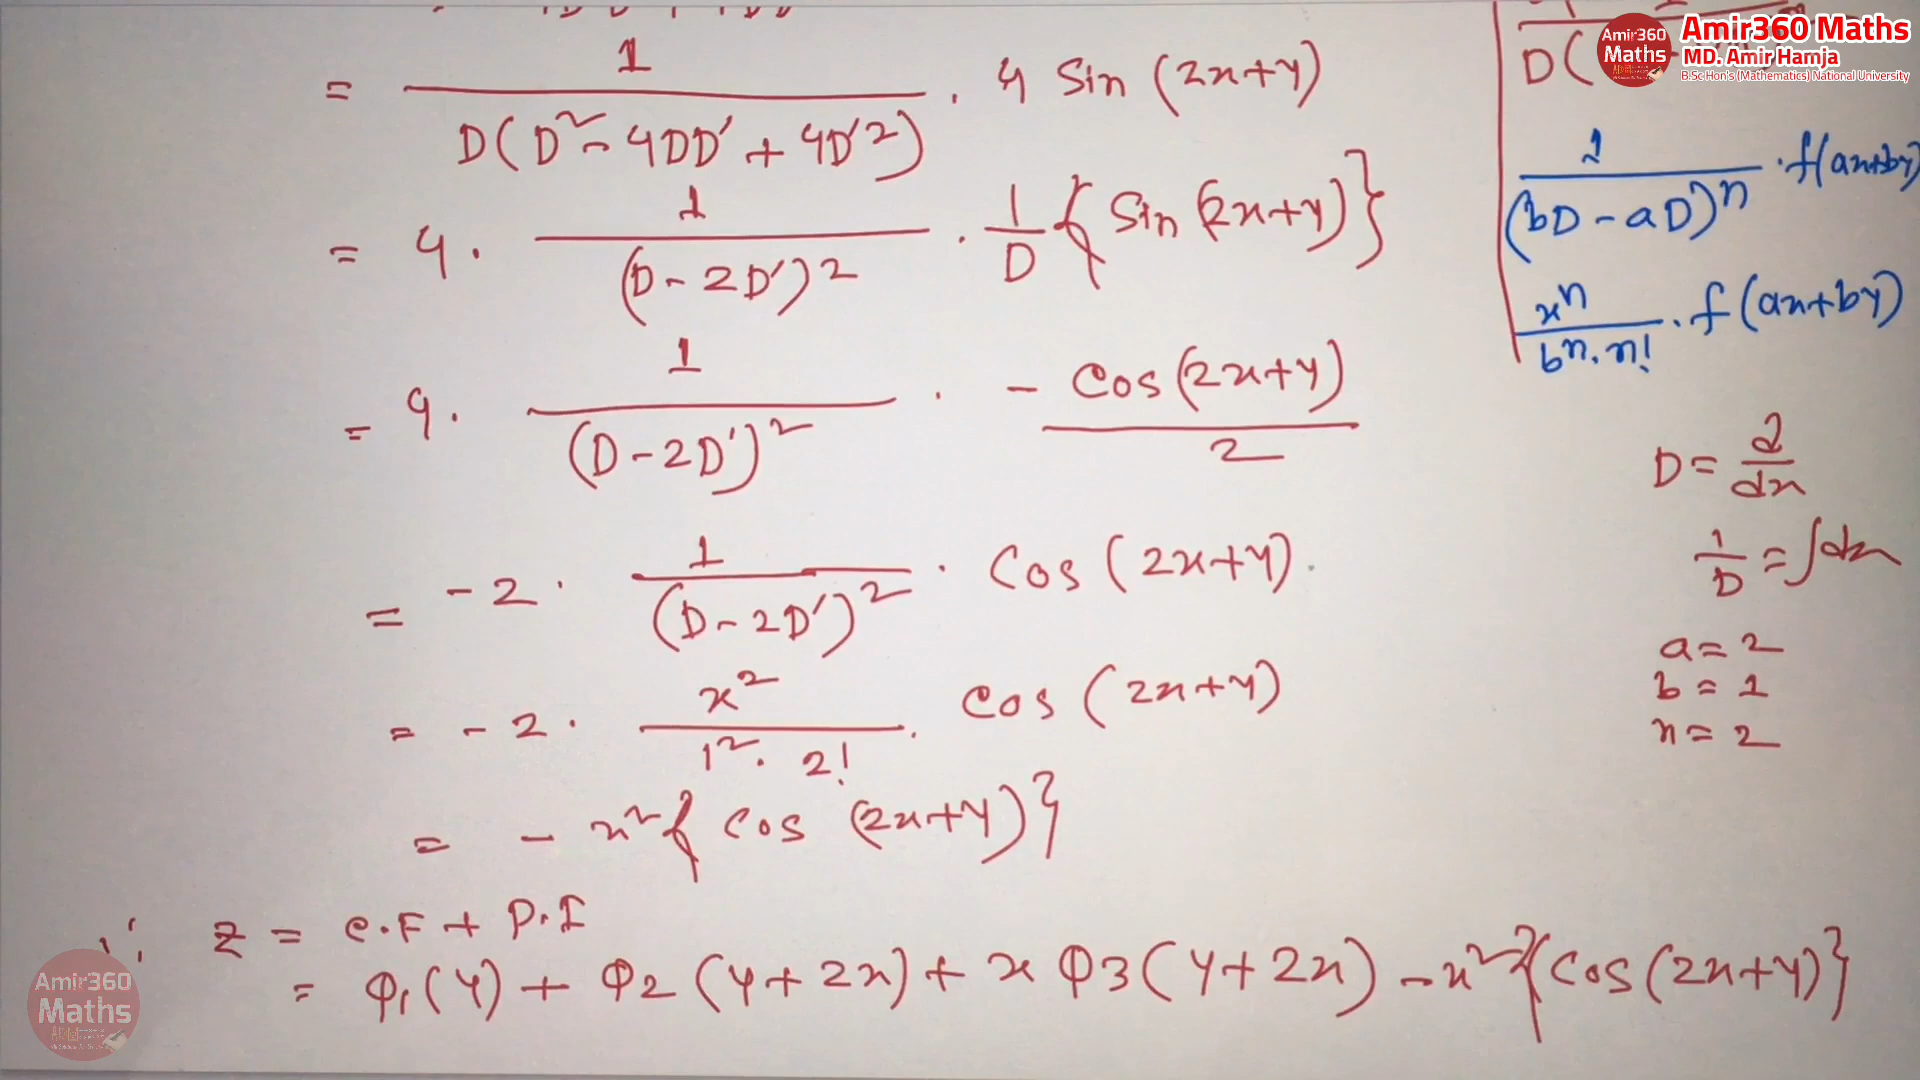 = 1 / D(D² - 4DD' + 4D'²) . 4 Sin (2x+y)
= 4 . 1 / (D - 2D')² . 1/D { Sin (2x+y) }
= 4 . 1 / (D - 2D')² . - Cos (2x+y) / 2
= -2 . 1 / (D - 2D')² . Cos (2x+y).
= -2 . x² / 1² . 2! . Cos (2x+y)
= - x² { Cos (2x+y) }
∴ Z = C.F + P.I
= φ1 (y) + φ2 (y + 2x) + x φ3 (y + 2x) - x² { Cos (2x+y) }
D(
1 / (bD - aD')ⁿ . f(ax+by)
xⁿ / bⁿ . n! . f (ax+by)
D = ∂/dx
1/D = ∫dx
a = 2
b = 1
n = 2
Amir360 Maths
Amir360 Maths
MD. Amir Hamja
B.Sc Hon's (Mathematics) National University
Amir360 Maths